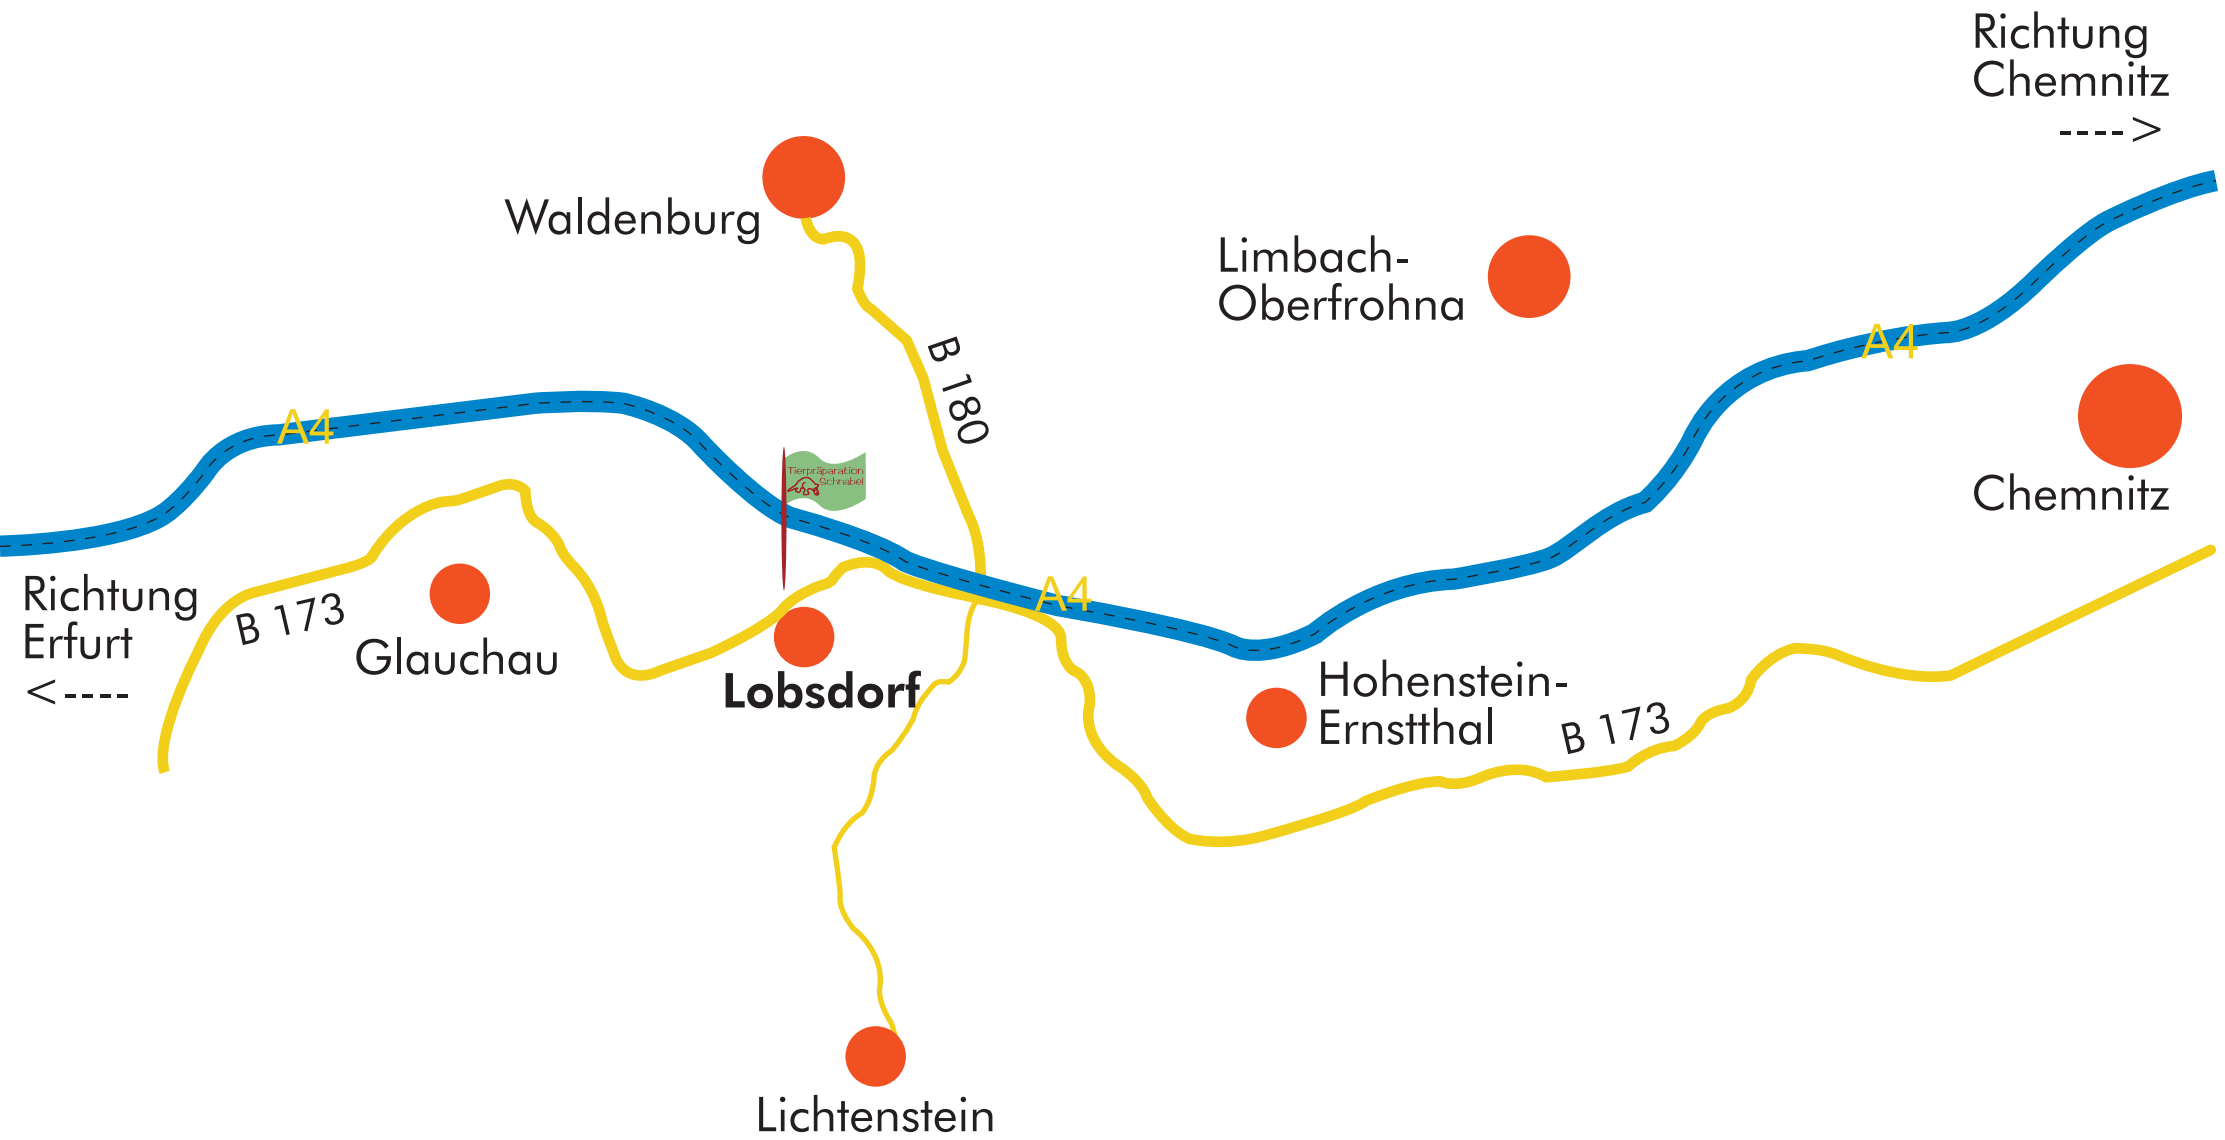 Richtung
Chemnitz
---->
Waldenburg
Limbach-
Oberfrohna
B 180
A4
A4
Tierpräparation
Schnabel
Chemnitz
Richtung
Erfurt
<----
B 173
Glauchau
A4
Lobsdorf
Hohenstein-
Ernstthal
B 173
Lichtenstein